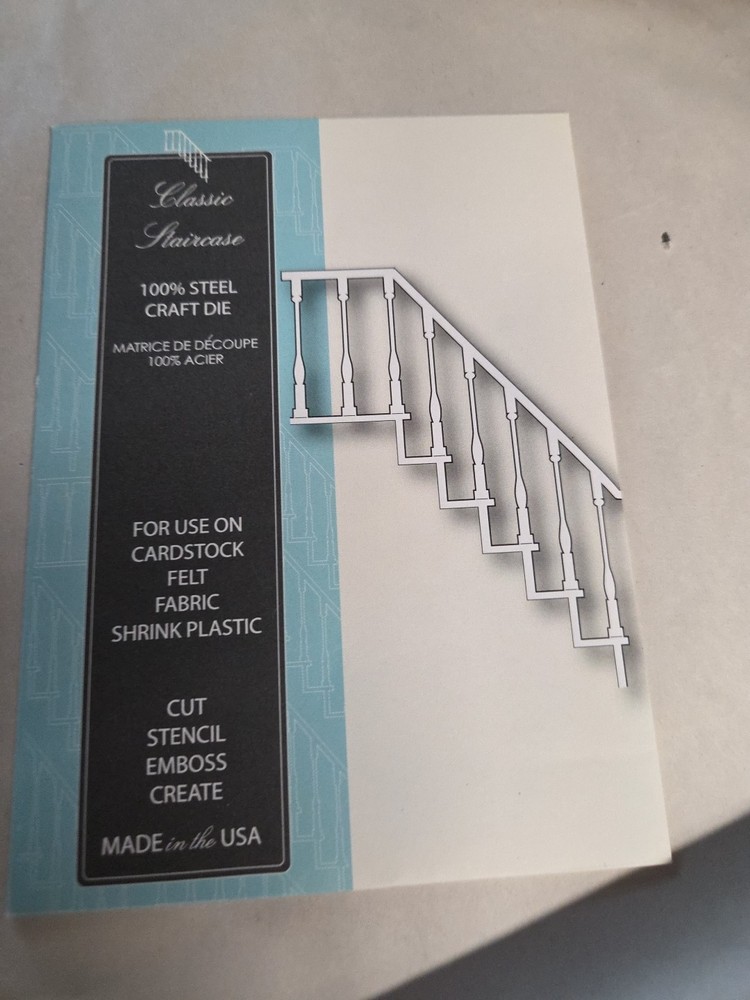 Classic
Staircase
100% STEEL
CRAFT DIE
MATRICE DE DÉCOUPE
100% ACIER
FOR USE ON
CARDSTOCK
FELT
FABRIC
SHRINK PLASTIC
CUT
STENCIL
EMBOSS
CREATE
MADE in the USA